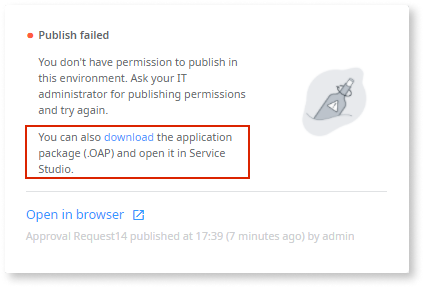 Publish failed
You don't have permission to publish in
this environment. Ask your IT
administrator for publishing permissions
and try again.
You can also download the application
package (.OAP) and open it in Service
Studio.
Open in browser
Approval Request14 published at 17:39 (7 minutes ago) by admin